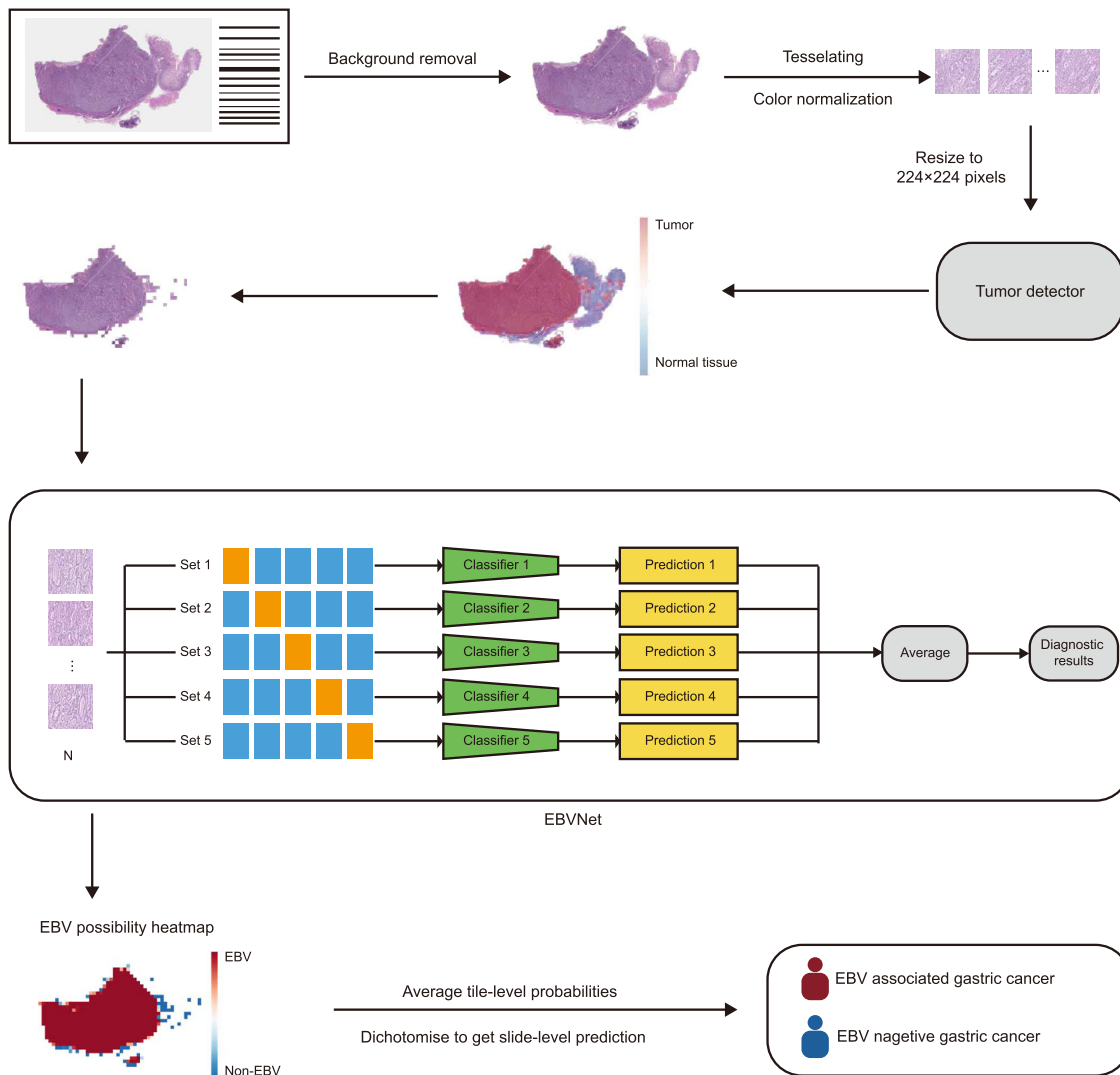 Background removal
Tesselating
Color normalization
...
Resize to
224×224 pixels
Tumor
Normal tissue
Tumor detector
Set 1
Classifier 1
Prediction 1
Set 2
Classifier 2
Prediction 2
Set 3
Classifier 3
Prediction 3
Average
Diagnostic
results
...
Set 4
Classifier 4
Prediction 4
Set 5
Classifier 5
Prediction 5
N
EBVNet
EBV possibility heatmap
EBV
Non-EBV
Average tile-level probabilities
Dichotomise to get slide-level prediction
EBV associated gastric cancer
EBV nagetive gastric cancer